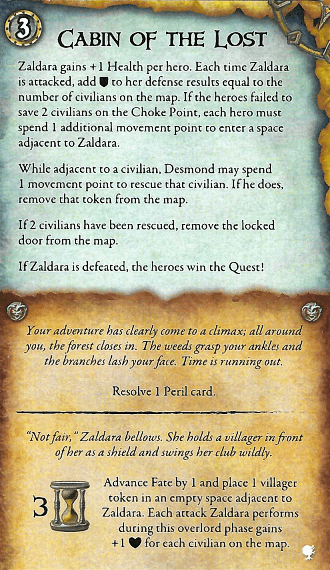 3
CABIN OF THE LOST
Zaldara gains +1 Health per hero. Each time Zaldara
is attacked, add to her defense results equal to the
number of civilians on the map. If the heroes failed to
save 2 civilians on the Choke Point, each hero must
spend 1 additional movement point to enter a space
adjacent to Zaldara.
While adjacent to a civilian, Desmond may spend
1 movement point to rescue that civilian. If he does,
remove that token from the map.
If 2 civilians have been rescued, remove the locked
door from the map.
If Zaldara is defeated, the heroes win the Quest!
Your adventure has clearly come to a climax; all around
you, the forest closes in. The weeds grasp your ankles and
the branches lash your face. Time is running out.
Resolve 1 Peril card.
"Not fair," Zaldara bellows. She holds a villager in front
of her as a shield and swings her club wildly.
3
Advance Fate by 1 and place 1 villager
token in an empty space adjacent to
Zaldara. Each attack Zaldara performs
during this overlord phase gains
+1 for each civilian on the map.